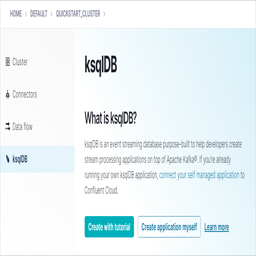 HOME > DEFAULT > QUICKSTART_CLUSTER >
Cluster
Connectors
Data flow
ksqlDB
ksqlDB
What is ksqlDB?
ksqlDB is an event streaming database purpose-built to help developers create
stream processing applications on top of Apache Kafka®. If you're already
running your own ksqlDB application, connect your self managed application to
Confluent Cloud.
Create with tutorial
Create application myself
Learn more